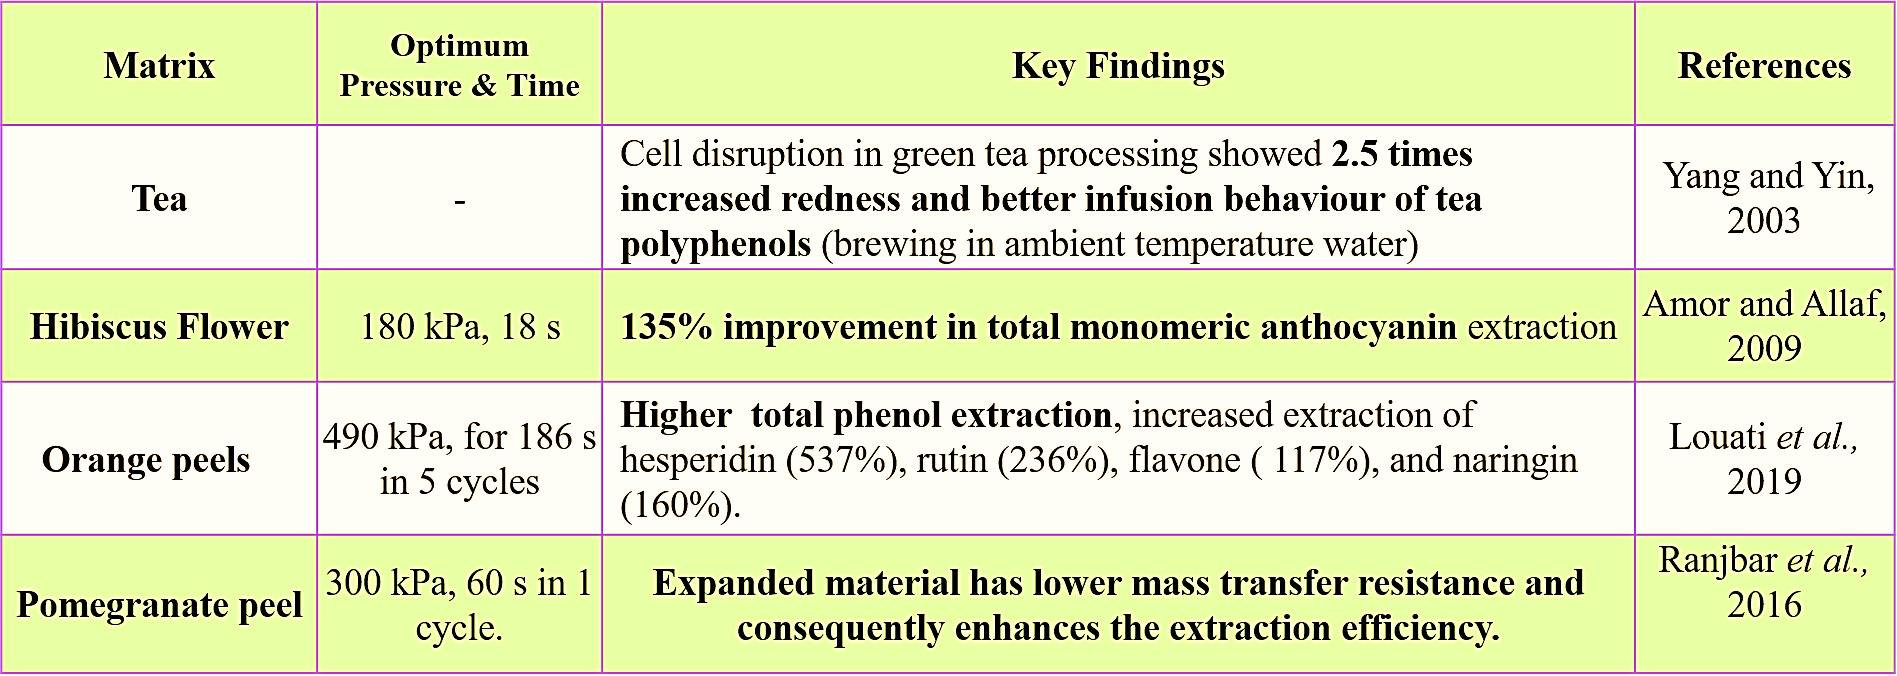 Matrix
Optimum
Pressure & Time
Key Findings
References
Tea
-
Cell disruption in green tea processing showed 2.5 times
increased redness and better infusion behaviour of tea
polyphenols (brewing in ambient temperature water)
Yang and Yin,
2003
Hibiscus Flower
180 kPa, 18 s
135% improvement in total monomeric anthocyanin extraction
Amor and Allaf,
2009
Orange peels
490 kPa, for 186 s
in 5 cycles
Higher  total phenol extraction, increased extraction of
hesperidin (537%), rutin (236%), flavone ( 117%), and naringin
(160%).
Louati et al.,
2019
Pomegranate peel
300 kPa, 60 s in 1
cycle.
Expanded material has lower mass transfer resistance and
consequently enhances the extraction efficiency.
Ranjbar et al.,
2016